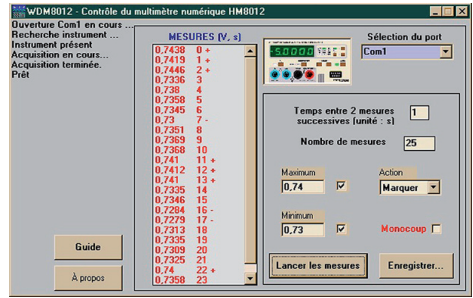 WDM8012 - Contrôle du multimètre numérique HM8012
Ouverture Com1 en cours ...
Recherche instrument ...
Instrument présent
Acquisition en cours...
Acquisition terminée.
Prêt
MESURES (V, s)
0,7438 0 +
0,7419 1 +
0,7446 2 +
0,7336 3
0,738 4
0,7358 5
0,7345 6
0,73 7 -
0,7351 8
0,7369 9
0,7368 10
0,741 11 +
0,7412 12 +
0,741 13 +
0,7335 14
0,7346 15
0,7284 16 -
0,7279 17 -
0,7313 18
0,7335 19
0,7309 20
0,7325 21
0,74 22 +
0,7358 23
Sélection du port
Com1
Temps entre 2 mesures
successives (unité : s)
1
Nombre de mesures
25
Maximum
Action
0,74
Marquer
Minimum
0,73
Monocoup
Guide
À propos
Lancer les mesures
Enregistrer...